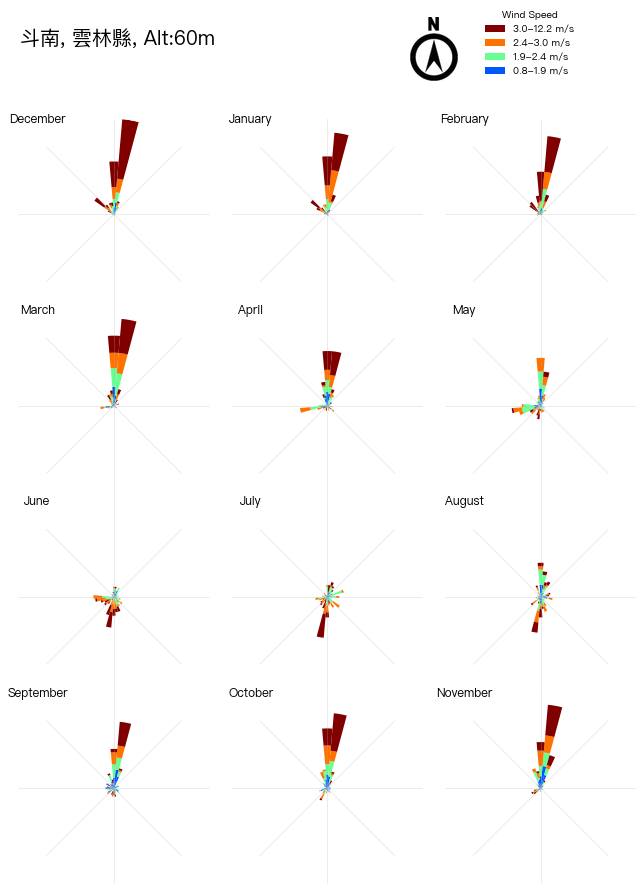 斗南, 雲林縣, Alt:60m
N
Wind Speed
3.0–12.2 m/s
2.4–3.0 m/s
1.9–2.4 m/s
0.8–1.9 m/s
December
January
February
March
April
May
June
July
August
September
October
November